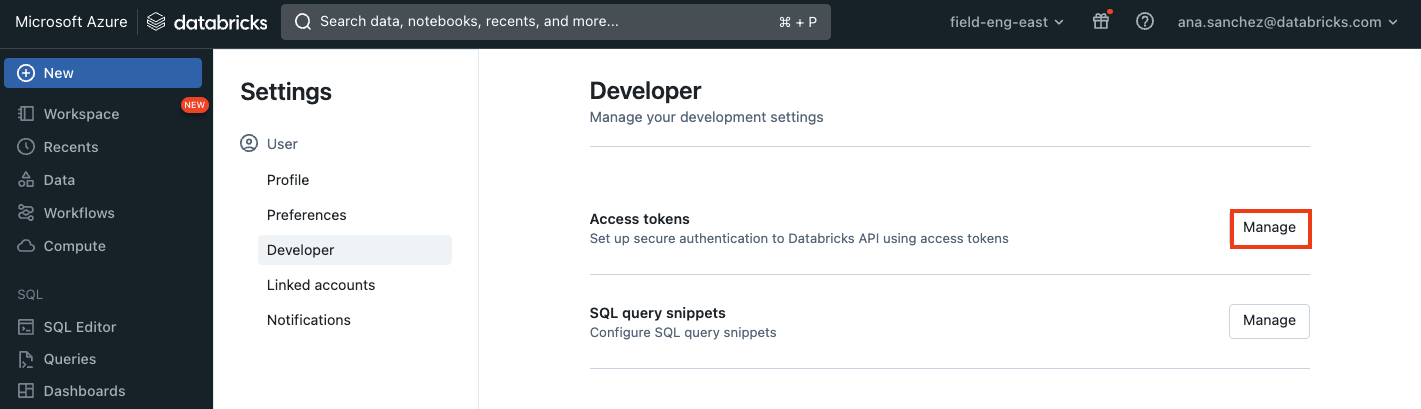 Microsoft Azure databricks Search data, notebooks, recents, and more... ⌘ + P field-eng-east ana.sanchez@databricks.com
New
Workspace NEW
Recents
Data
Workflows
Compute
SQL
SQL Editor
Queries
Dashboards
Settings
User
Profile
Preferences
Developer
Linked accounts
Notifications
Developer
Manage your development settings
Access tokens
Set up secure authentication to Databricks API using access tokens
Manage
SQL query snippets
Configure SQL query snippets
Manage